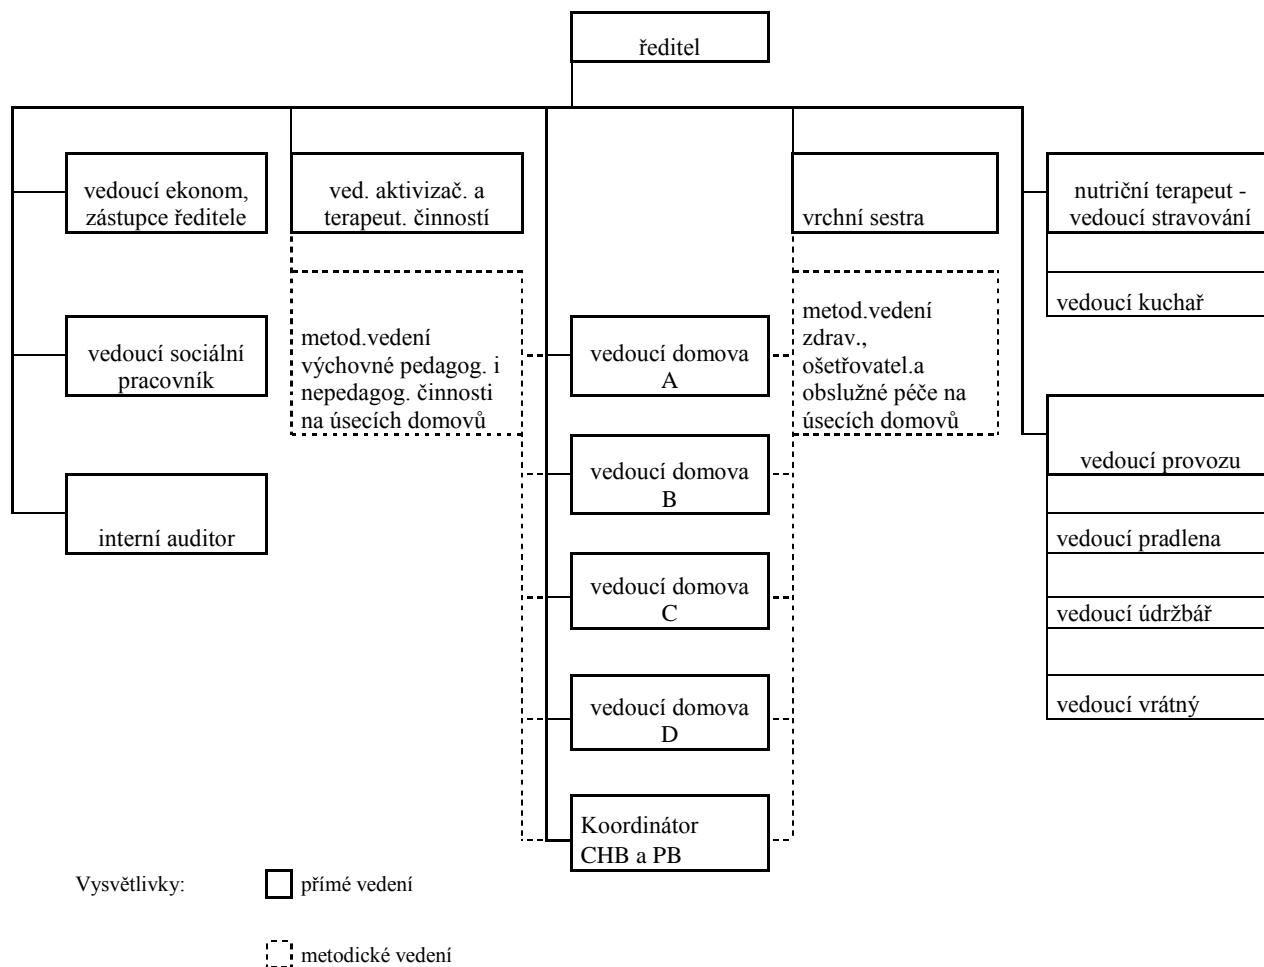 ředitel
vedoucí ekonom,
zástupce ředitele
ved. aktivizač. a
terapeut. činností
vrchní sestra
nutriční terapeut -
vedoucí stravování
vedoucí kuchař
vedoucí sociální
pracovník
metod.vedení
výchovné pedagog. i
nepedagog. činnosti
na úsecích domovů
vedoucí domova
A
metod.vedení
zdrav.,
ošetřovatel.a
obslužné péče na
úsecích domovů
vedoucí provozu
interní auditor
vedoucí domova
B
vedoucí pradlena
vedoucí domova
C
vedoucí údržbář
vedoucí domova
D
vedoucí vrátný
Koordinátor
CHB a PB
Vysvětlivky:
přímé vedení
metodické vedení